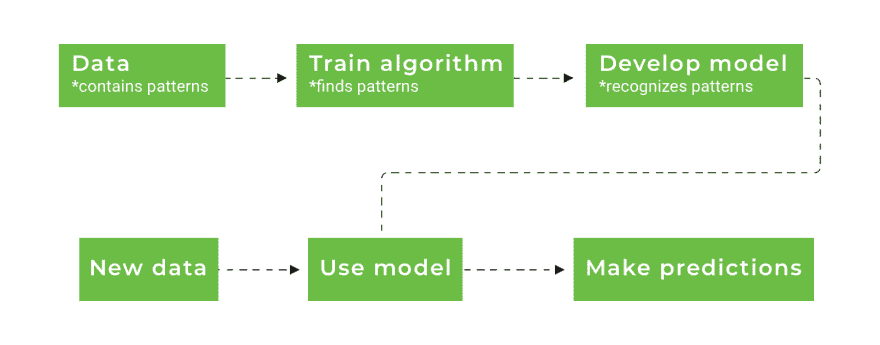 Data
*contains patterns
Train algorithm
*finds patterns
Develop model
*recognizes patterns
New data
Use model
Make predictions